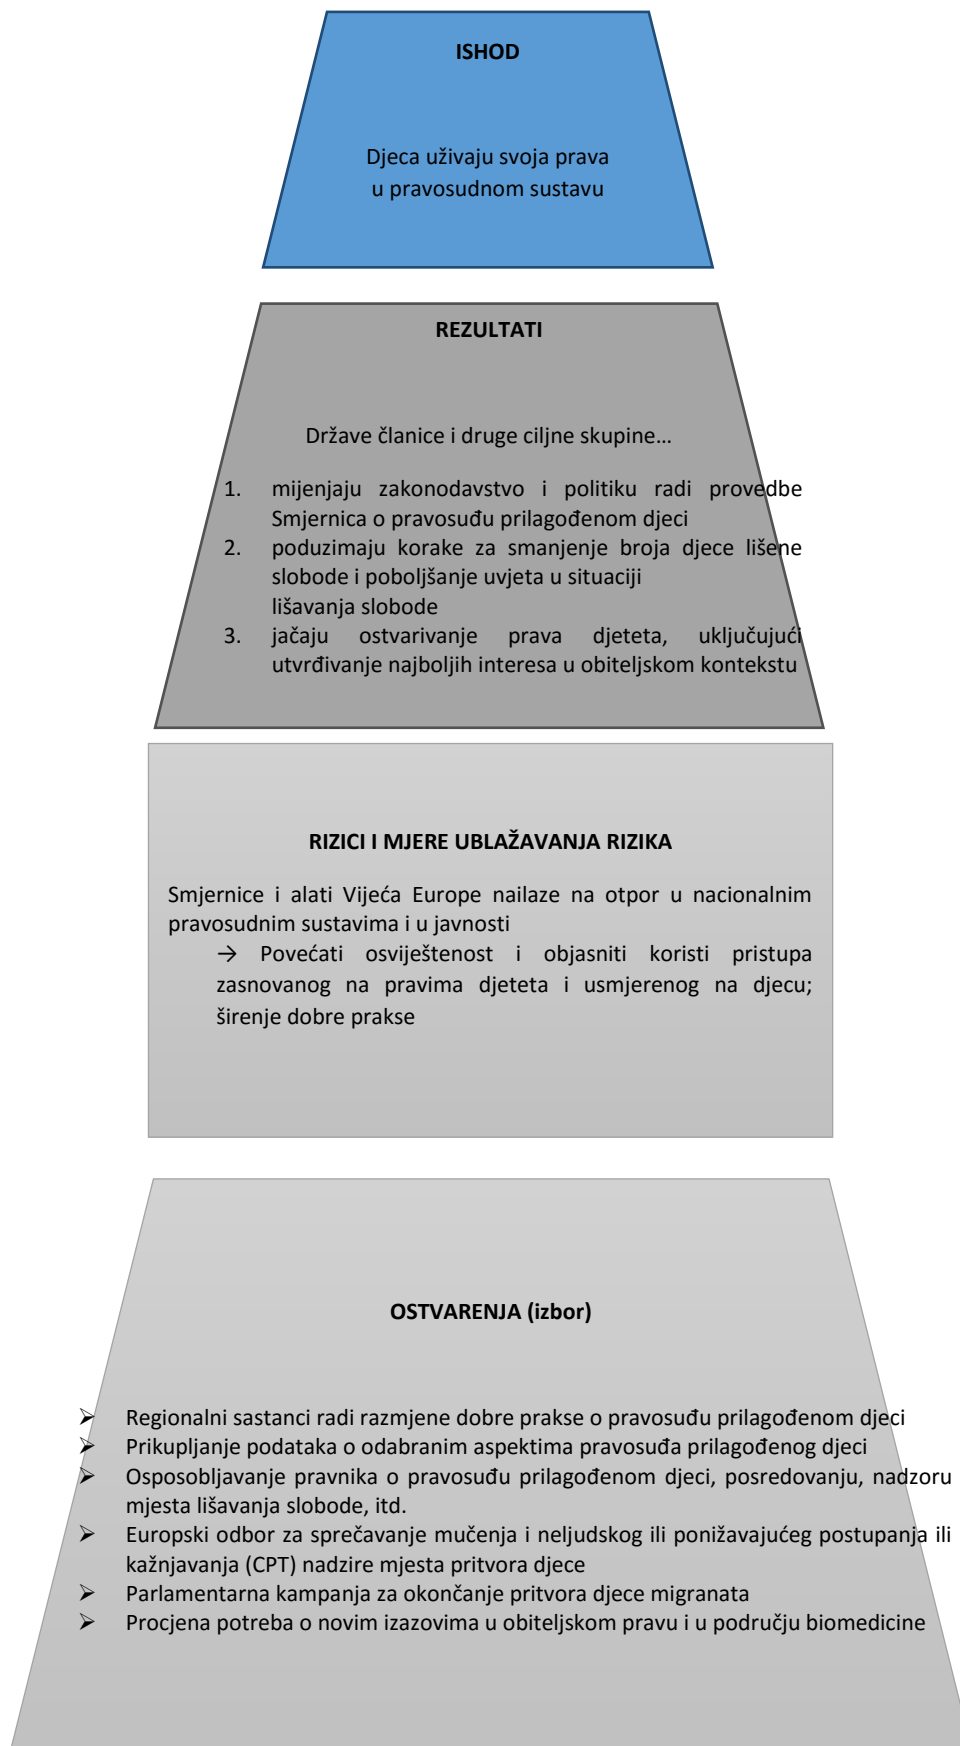 ISHOD
Djeca uživaju svoja prava
u pravosudnom sustavu
REZULTATI
Države članice i druge ciljne skupine...
1. mijenjaju zakonodavstvo i politiku radi provedbe
Smjernica o pravosuđu prilagođenom djeci
2. poduzimaju korake za smanjenje broja djece lišene
slobode i poboljšanje uvjeta u situaciji
lišavanja slobode
3. jačaju ostvarivanje prava djeteta, uključujući
utvrđivanje najboljih interesa u obiteljskom kontekstu
RIZICI I MJERE UBLAŽAVANJA RIZIKA
Smjernice i alati Vijeća Europe nailaze na otpor u nacionalnim
pravosudnim sustavima i u javnosti
→ Povećati osviještenost i objasniti koristi pristupa
zasnovanog na pravima djeteta i usmjerenog na djecu;
širenje dobre prakse
OSTVARENJA (izbor)
➢ Regionalni sastanci radi razmjene dobre prakse o pravosuđu prilagođenom djeci
➢ Prikupljanje podataka o odabranim aspektima pravosuđa prilagođenog djeci
➢ Osposobljavanje pravnika o pravosuđu prilagođenom djeci, posredovanju, nadzoru
mjesta lišavanja slobode, itd.
➢ Europski odbor za sprečavanje mučenja i neljudskog ili ponižavajućeg postupanja ili
kažnjavanja (CPT) nadzire mjesta pritvora djece
➢ Parlamentarna kampanja za okončanje pritvora djece migranata
➢ Procjena potreba o novim izazovima u obiteljskom pravu i u području biomedicine